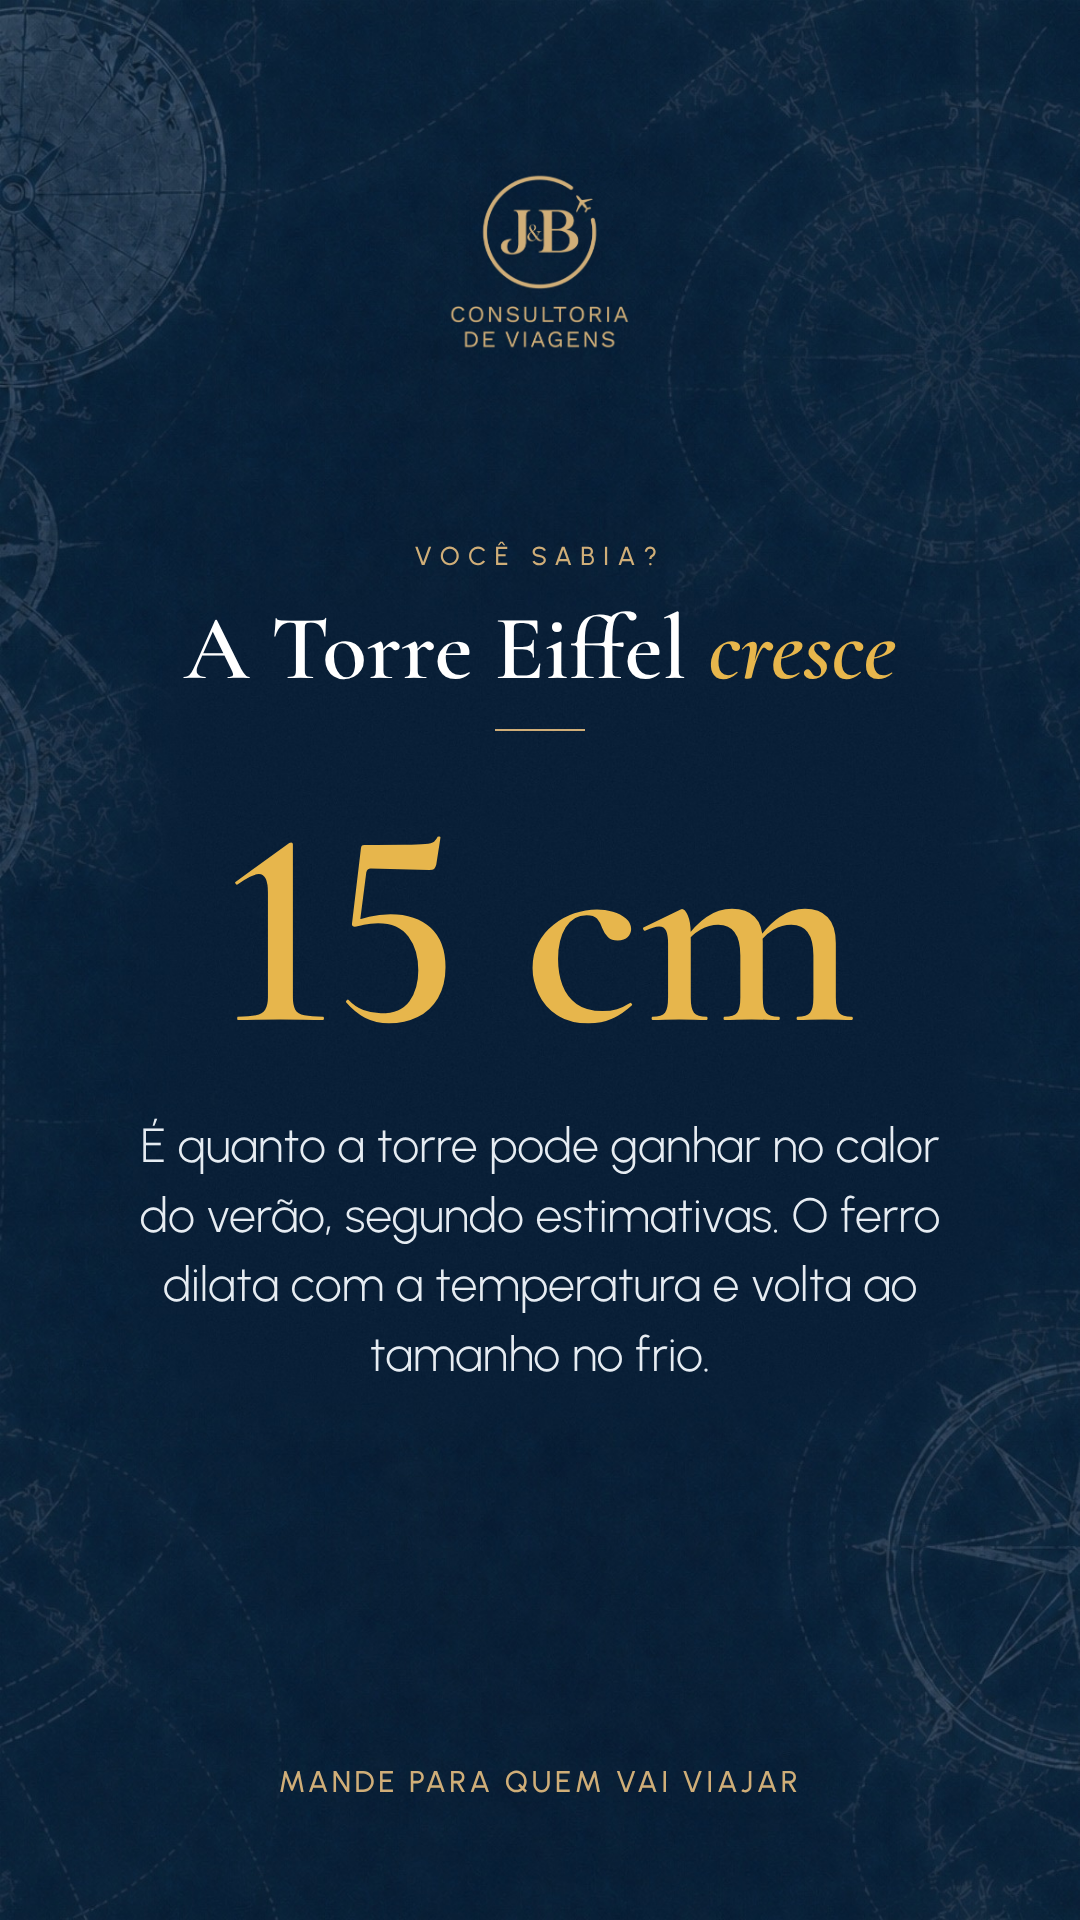 J&B
CONSULTORIA
DE VIAGENS
VOCÊ SABIA?
A Torre Eiffel cresce
15 cm
É quanto a torre pode ganhar no calor
do verão, segundo estimativas. O ferro
dilata com a temperatura e volta ao
tamanho no frio.
MANDE PARA QUEM VAI VIAJAR